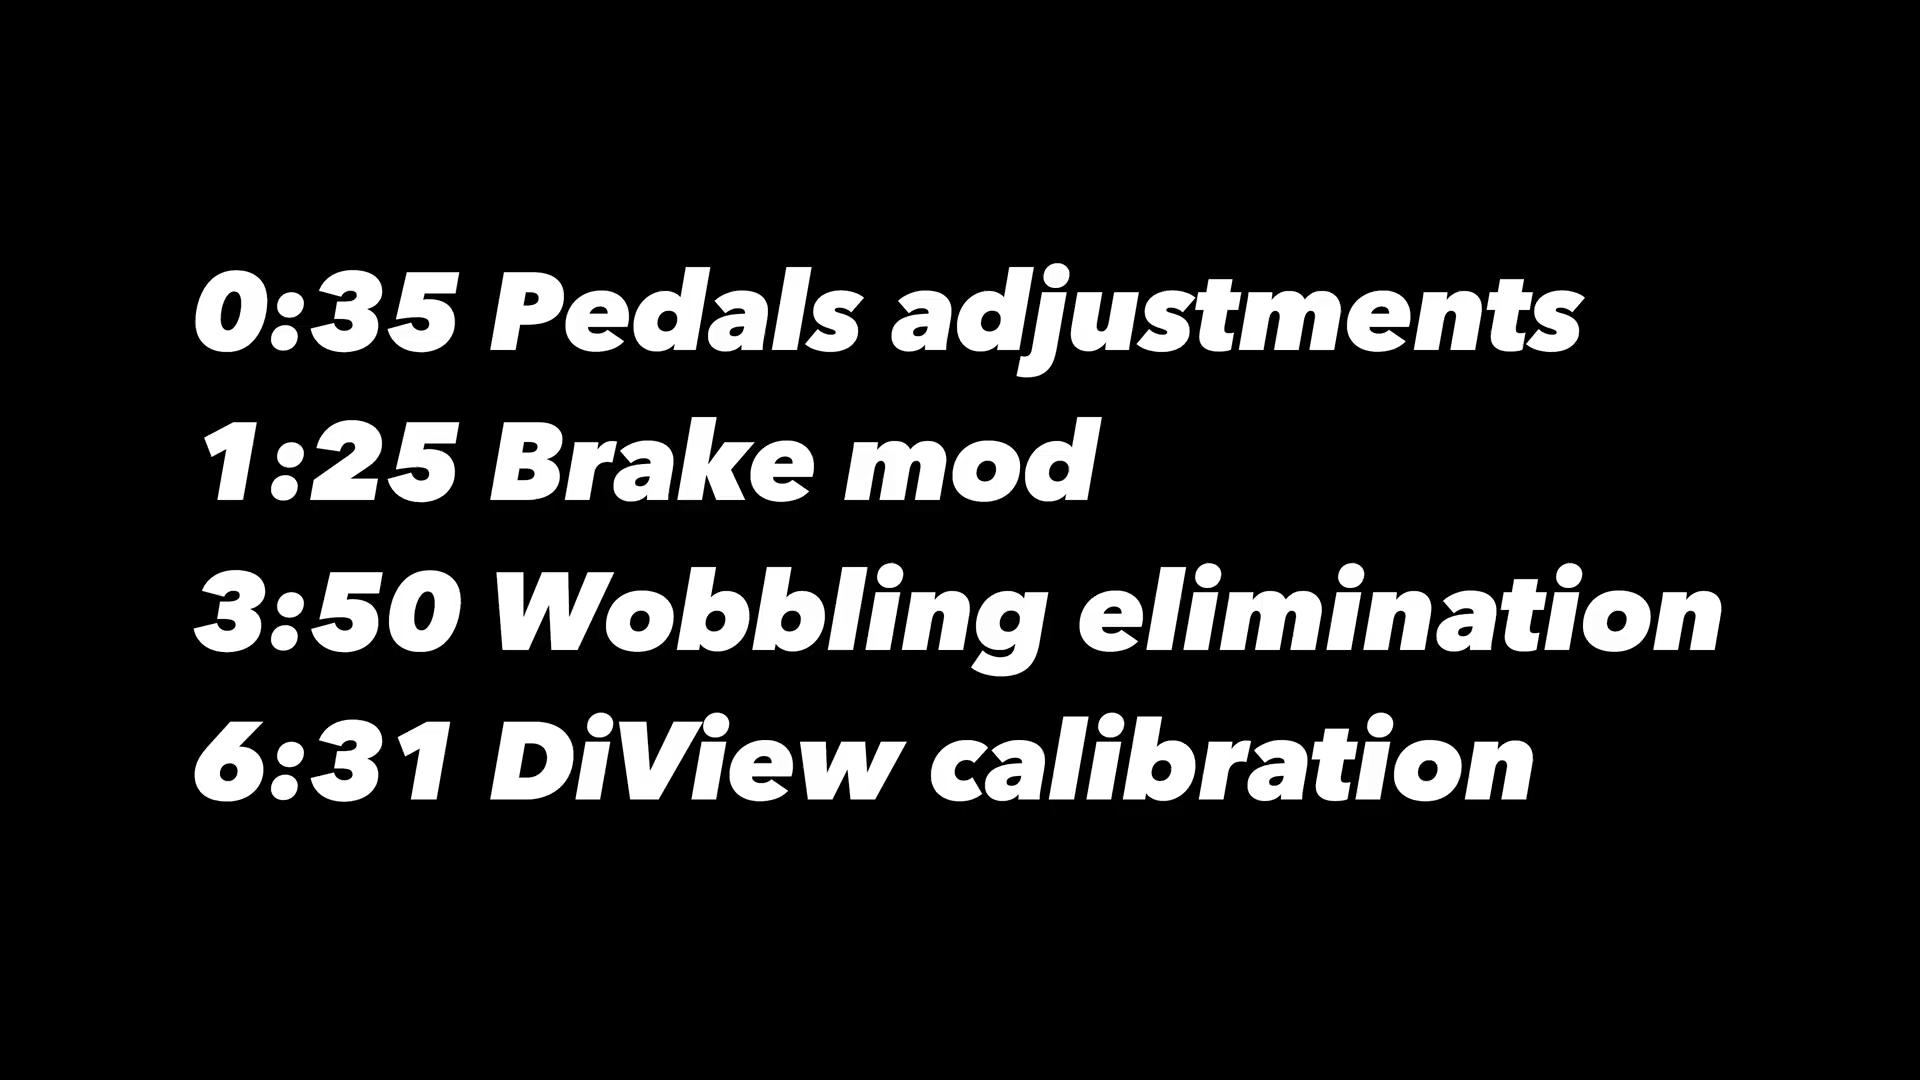 0:35 Pedals adjustments
1:25 Brake mod
3:50 Wobbling elimination
6:31 DiView calibration